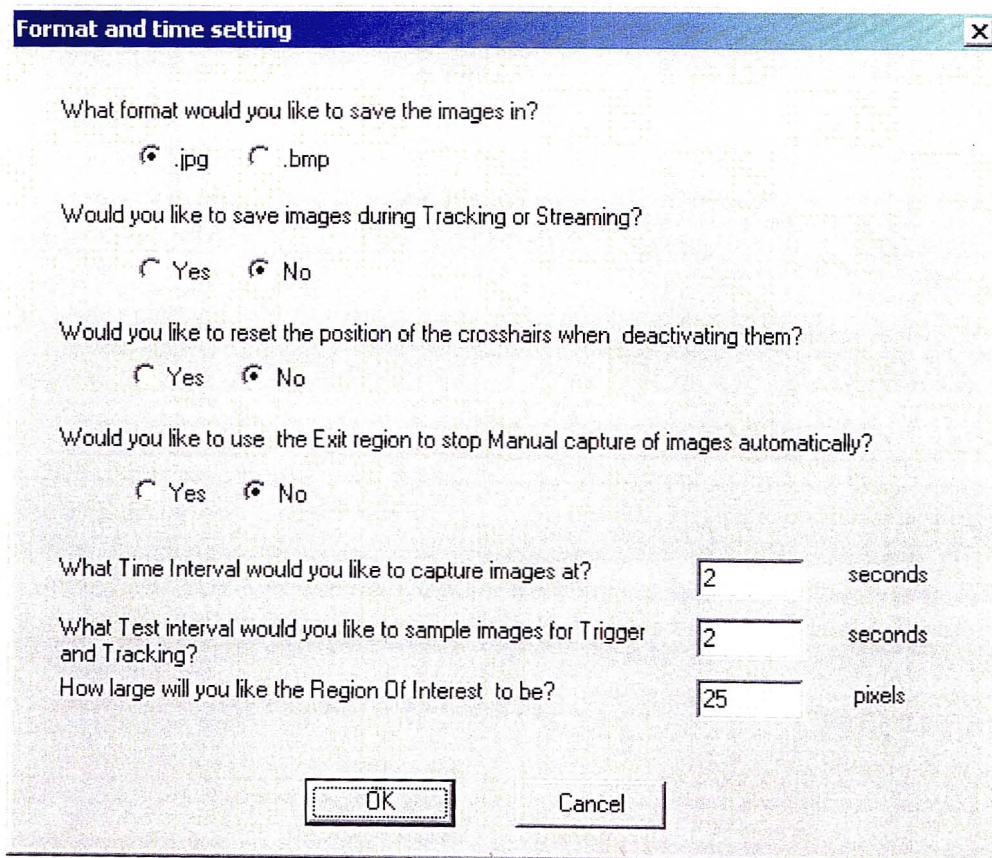 Format and time setting
What format would you like to save the images in?
.jpg .bmp
Would you like to save images during Tracking or Streaming?
Yes No
Would you like to reset the position of the crosshairs when deactivating them?
Yes No
Would you like to use the Exit region to stop Manual capture of images automatically?
Yes No
What Time Interval would you like to capture images at? 2 seconds
What Test interval would you like to sample images for Trigger
and Tracking? 2 seconds
How large will you like the Region Of Interest to be? 25 pixels
OK Cancel